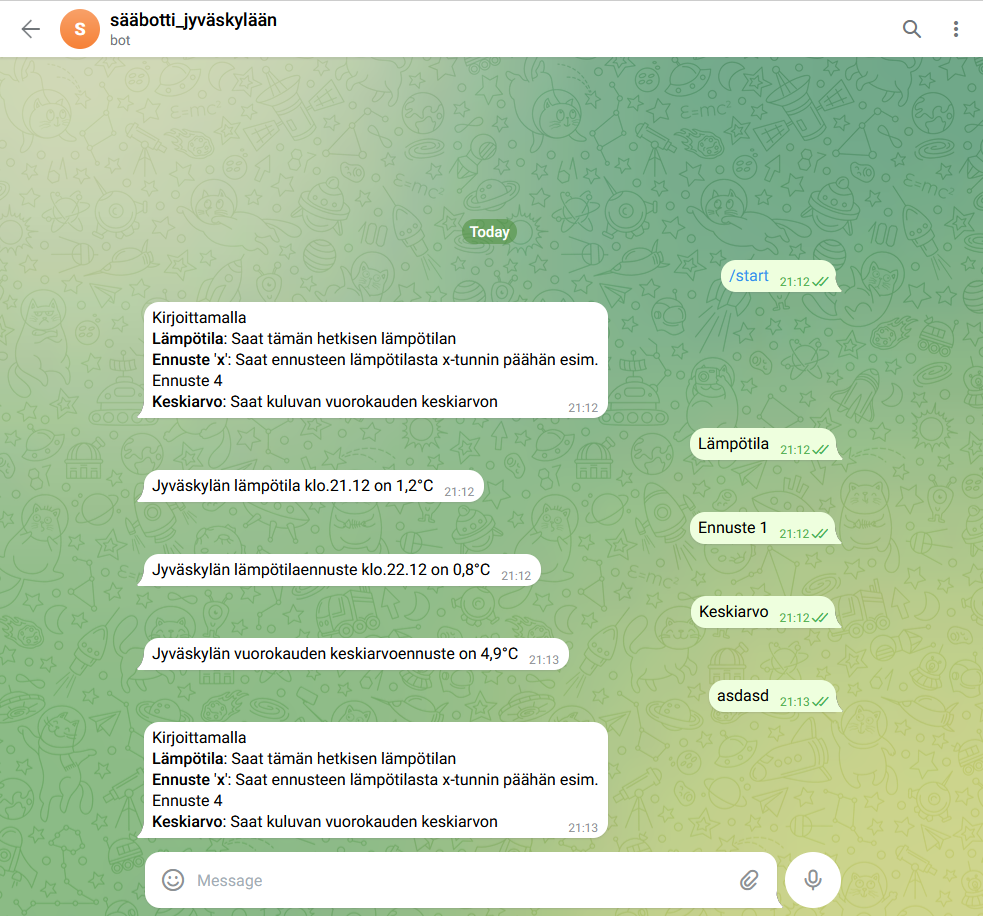 S
sääbotti_jyväskylään
bot
Today
/start 21:12
Kirjoittamalla
Lämpötila: Saat tämän hetkisen lämpötilan
Ennuste 'x': Saat ennusteen lämpötilasta x-tunnin päähän esim.
Ennuste 4
Keskiarvo: Saat kuluvan vuorokauden keskiarvon 21:12
Lämpötila 21:12
Jyväskylän lämpötila klo.21.12 on 1,2°C 21:12
Ennuste 1 21:12
Jyväskylän lämpötilaennuste klo.22.12 on 0,8°C 21:12
Keskiarvo 21:12
Jyväskylän vuorokauden keskiarvoennuste on 4,9°C 21:13
asdasd 21:13
Kirjoittamalla
Lämpötila: Saat tämän hetkisen lämpötilan
Ennuste 'x': Saat ennusteen lämpötilasta x-tunnin päähän esim.
Ennuste 4
Keskiarvo: Saat kuluvan vuorokauden keskiarvon 21:13
Message